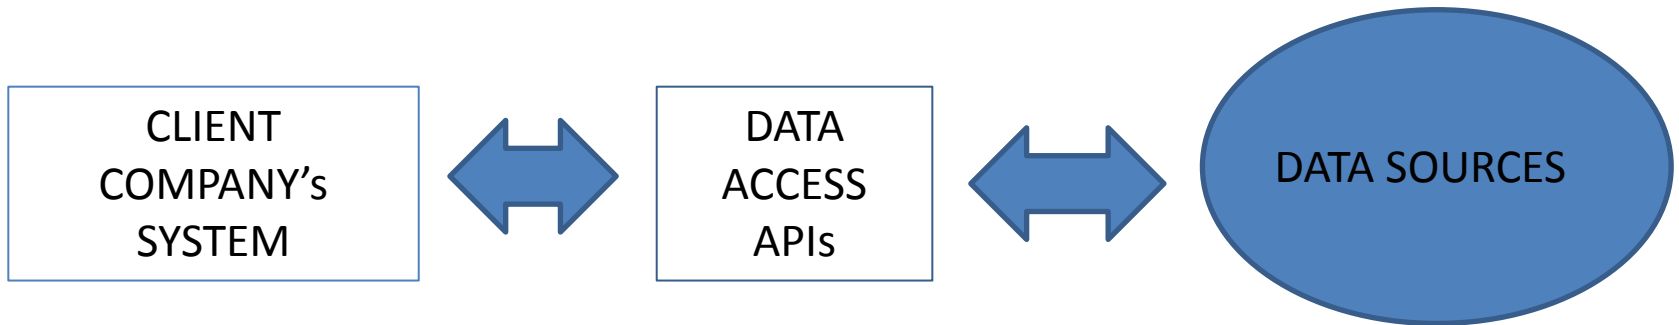 CLIENT
COMPANY’s
SYSTEM
DATA
ACCESS
APIs
DATA SOURCES